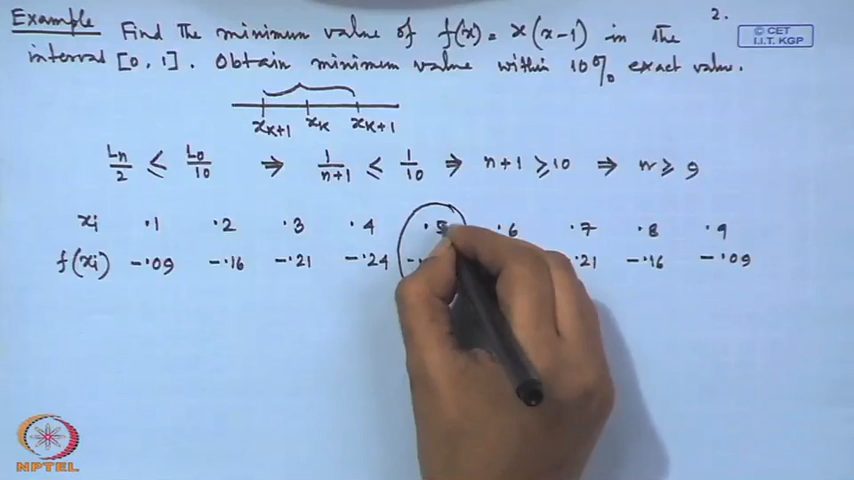 2.
© CET
I.I.T. KGP
Example Find the minimum value of f(x) = x(x-1) in the
interval [0, 1]. Obtain minimum value within 10% exact value.
xK+1 xK xK+1
Ln/2 ≤ L0/10 ⇒ 1/n+1 ≤ 1/10 ⇒ n+1 ≥ 10 ⇒ n ≥ 9
xi .1 .2 .3 .4 .5 .6 .7 .8 .9
f(xi) -.09 -.16 -.21 -.24 .21 -.16 -.09
NPTEL